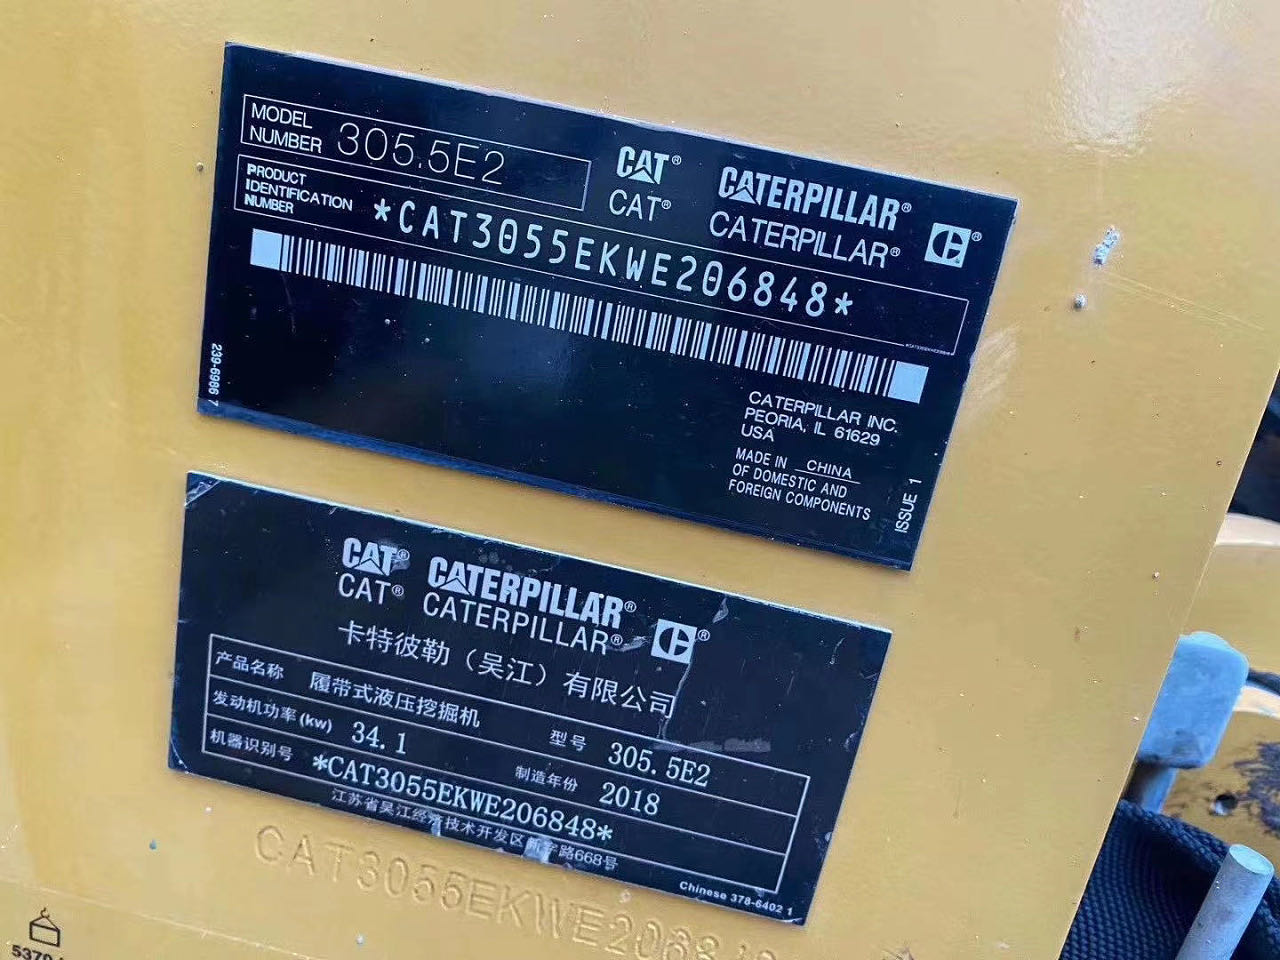 MODEL NUMBER 305.5E2
CAT® CATERPILLAR®
CAT® CATERPILLAR®
PRODUCT IDENTIFICATION NUMBER *CAT3055EKWE206848*
239-6986 7
CATERPILLAR INC.
PEORIA, IL 61629
USA
MADE IN CHINA
OF DOMESTIC AND
FOREIGN COMPONENTS
ISSUE 1
CAT® CATERPILLAR®
CAT® CATERPILLAR®
卡特彼勒（吴江）有限公司
产品名称 履带式液压挖掘机 型号 305.5E2
发动机功率(kw) 34.1 制造年份 2018
机器识别号 *CAT3055EKWE206848*
江苏省吴江经济技术开发区 路668号
Chinese 378-6402 1
CAT3055EKWE206848
5370